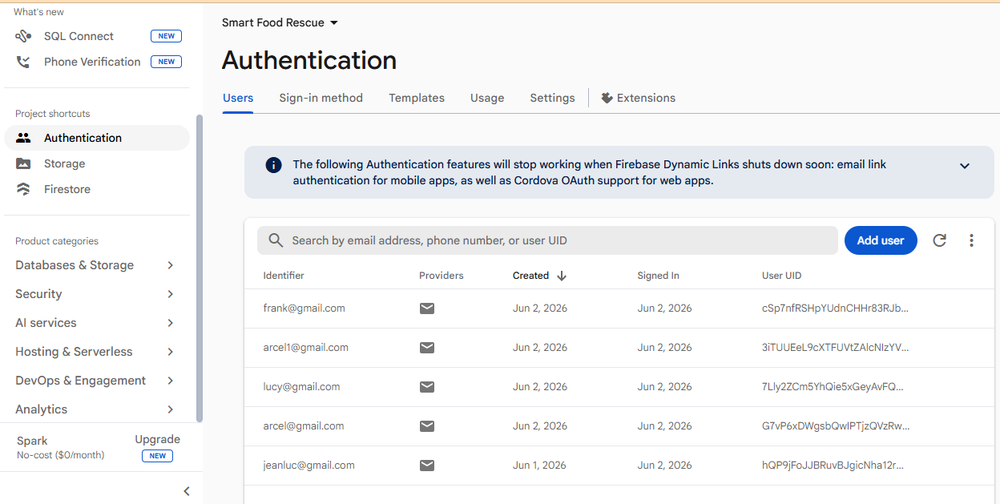 What's new
SQL Connect NEW
Phone Verification NEW
Project shortcuts
Authentication
Storage
Firestore
Product categories
Databases & Storage
Security
AI services
Hosting & Serverless
DevOps & Engagement
Analytics
Spark
No-cost ($0/month)
Upgrade
NEW
Smart Food Rescue
Authentication
Users Sign-in method Templates Usage Settings Extensions
The following Authentication features will stop working when Firebase Dynamic Links shuts down soon: email link
authentication for mobile apps, as well as Cordova OAuth support for web apps.
Search by email address, phone number, or user UID Add user
Identifier Providers Created Signed In User UID
frank@gmail.com Jun 2, 2026 Jun 2, 2026 cSp7nfRSHpYUdnCHHr83RJb...
arcel1@gmail.com Jun 2, 2026 Jun 2, 2026 3iTUUEeL9cXTFUVtZAlcNIzYV...
lucy@gmail.com Jun 2, 2026 Jun 2, 2026 7Lly2ZCm5YhQie5xGeyAvFQ...
arcel@gmail.com Jun 2, 2026 Jun 2, 2026 G7vP6xDWgsbQwIPTjzQVzRw...
jeanluc@gmail.com Jun 1, 2026 Jun 2, 2026 hQP9jFoJJBRuvBJgicNha12r...